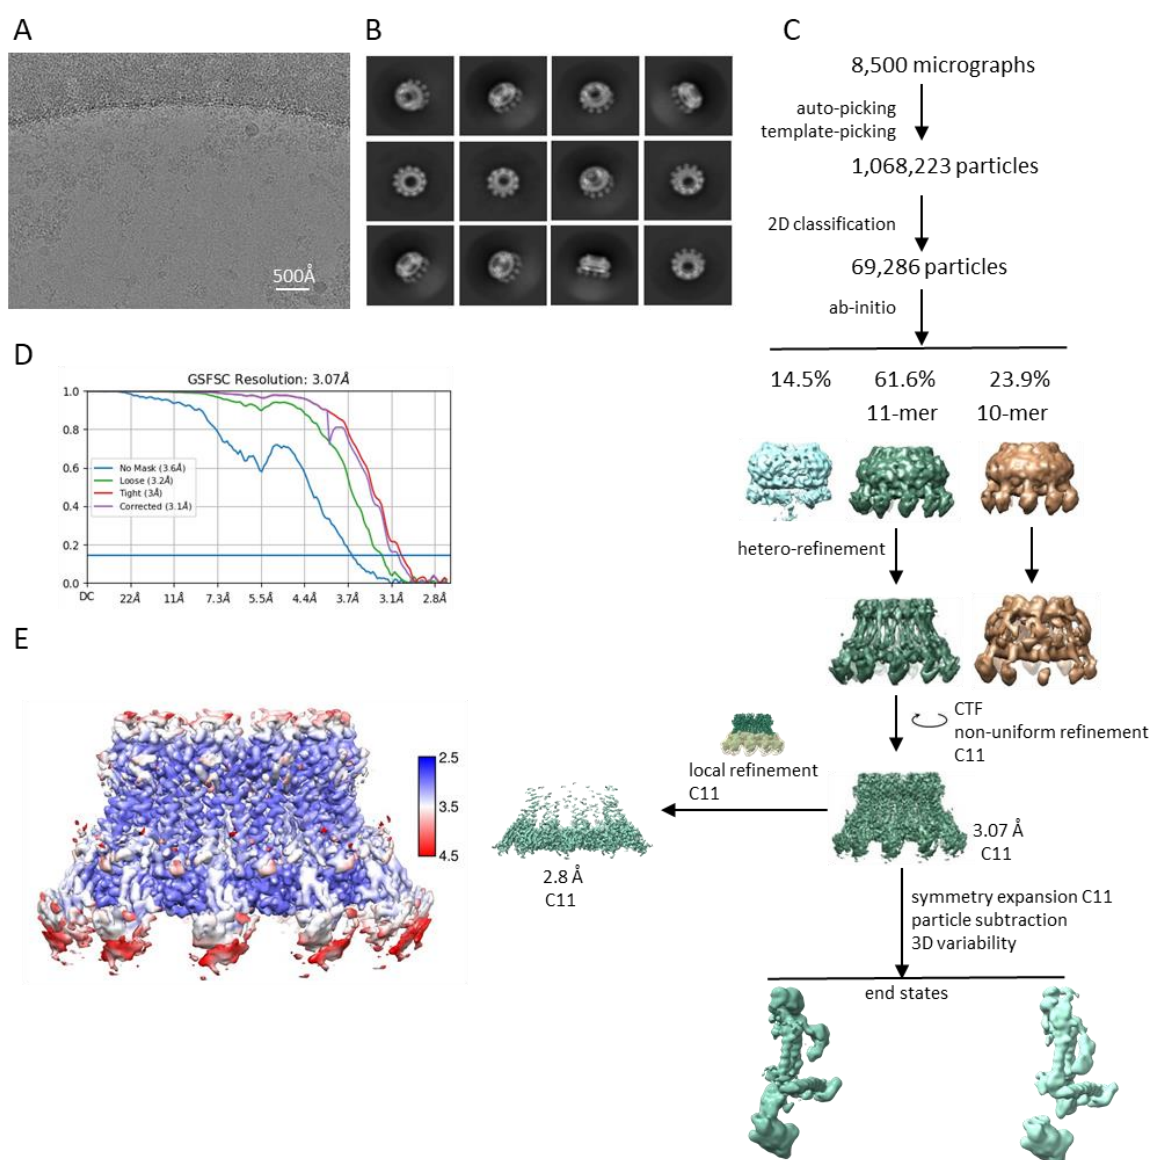 A
500Å
B
C
8,500 micrographs
auto-picking
template-picking
1,068,223 particles
2D classification
69,286 particles
ab-initio
14.5%
61.6%
23.9%
11-mer
10-mer
hetero-refinement
CTF
non-uniform refinement
C11
local refinement
C11
3.07 Å
C11
2.8 Å
C11
symmetry expansion C11
particle subtraction
3D variability
end states
D
GSFSC Resolution: 3.07Å
1.0
0.8
0.6
0.4
0.2
0.0
No Mask (3.6Å)
Loose (3.2Å)
Tight (3Å)
Corrected (3.1Å)
DC
22Å
11Å
7.3Å
5.5Å
4.4Å
3.7Å
3.1Å
2.8Å
E
2.5
3.5
4.5